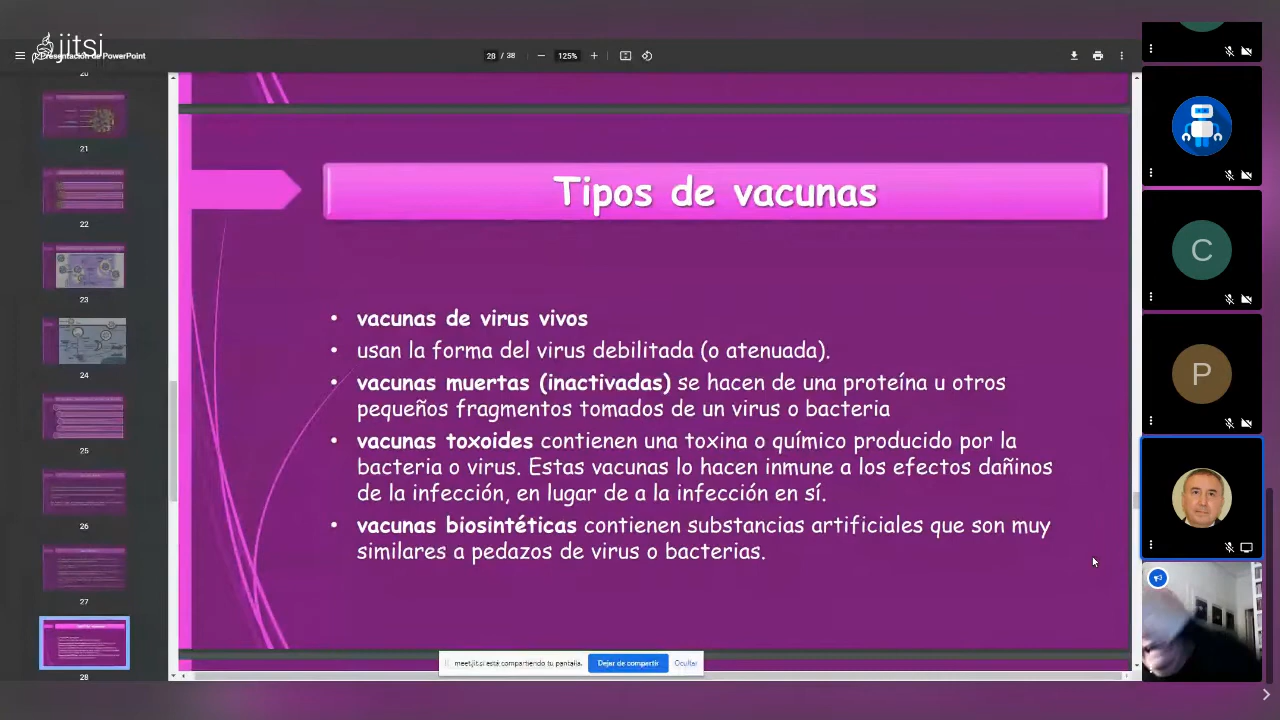 jitsi
Presentación de PowerPoint
28 / 38
125%
20
21
22
23
24
25
26
27
28
Tipos de vacunas
• vacunas de virus vivos
• usan la forma del virus debilitada (o atenuada).
• vacunas muertas (inactivadas) se hacen de una proteína u otros
pequeños fragmentos tomados de un virus o bacteria
• vacunas toxoides contienen una toxina o químico producido por la
bacteria o virus. Estas vacunas lo hacen inmune a los efectos dañinos
de la infección, en lugar de a la infección en sí.
• vacunas biosintéticas contienen substancias artificiales que son muy
similares a pedazos de virus o bacterias.
meet.jit.si está compartiendo tu pantalla.
Dejar de compartir
Ocultar
C
P